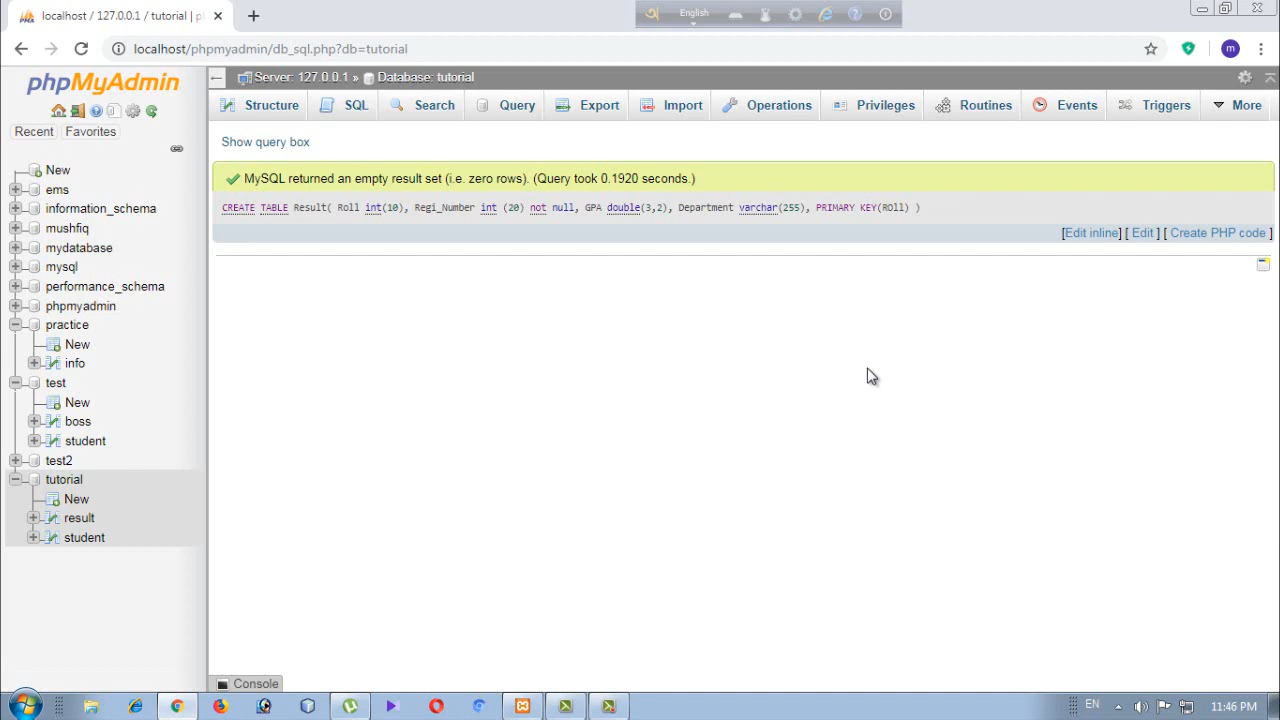 localhost / 127.0.0.1 / tutorial | p
English
localhost/phpmyadmin/db_sql.php?db=tutorial
phpMyAdmin
Recent Favorites
New
ems
information_schema
mushfiq
mydatabase
mysql
performance_schema
phpmyadmin
practice
New
info
test
New
boss
student
test2
tutorial
New
result
student
Server: 127.0.0.1 » Database: tutorial
Structure SQL Search Query Export Import Operations Privileges Routines Events Triggers More
Show query box
MySQL returned an empty result set (i.e. zero rows). (Query took 0.1920 seconds.)
CREATE TABLE Result( Roll int(10), Regi_Number int (20) not null, GPA double(3,2), Department varchar(255), PRIMARY KEY(Roll) )
[Edit inline] [ Edit ] [ Create PHP code ]
Console
EN 11:46 PM